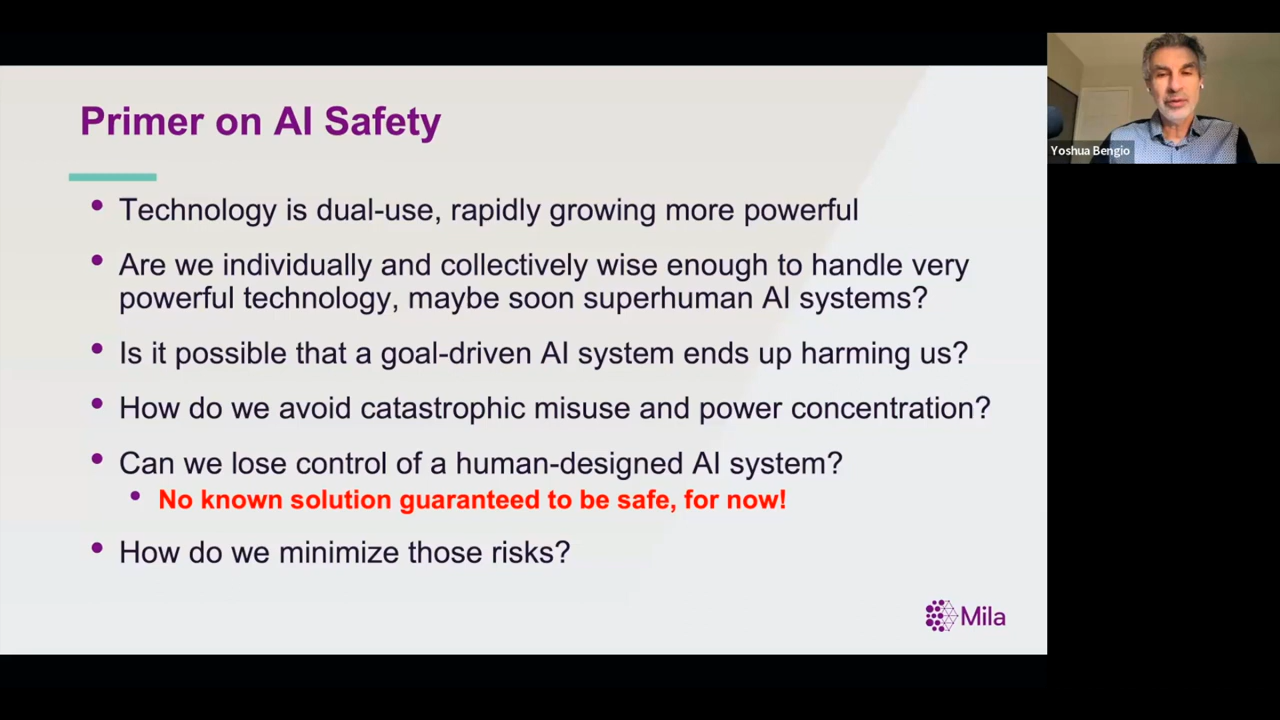 Primer on AI Safety
• Technology is dual-use, rapidly growing more powerful
• Are we individually and collectively wise enough to handle very
powerful technology, maybe soon superhuman AI systems?
• Is it possible that a goal-driven AI system ends up harming us?
• How do we avoid catastrophic misuse and power concentration?
• Can we lose control of a human-designed AI system?
• No known solution guaranteed to be safe, for now!
• How do we minimize those risks?
Mila
Yoshua Bengio